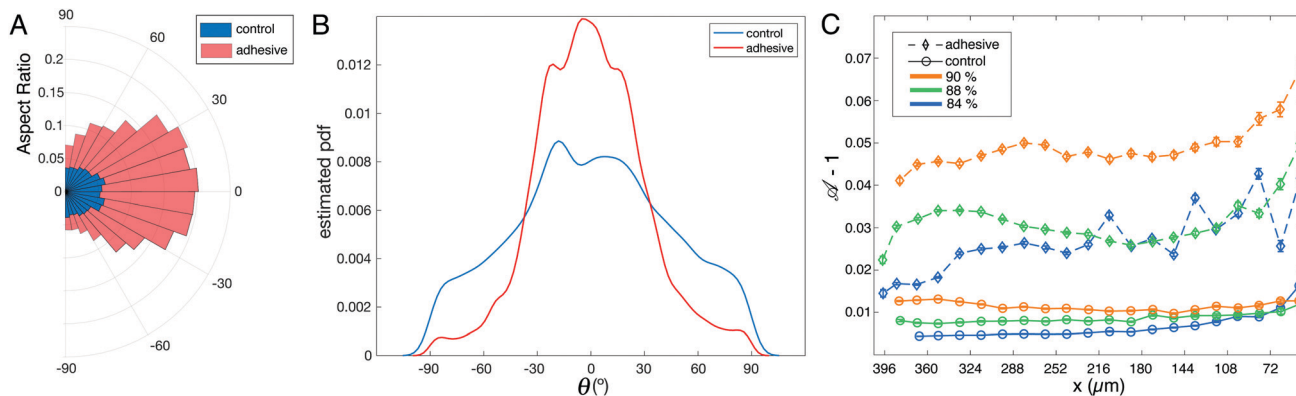 A
90
60
30
0
-30
-60
-90
0.2
0.15
0.1
0.05
0
Aspect Ratio
control
adhesive
B
control
adhesive
0.012
0.01
0.008
0.006
0.004
0.002
0
estimated pdf
-90 -60 -30 0 30 60 90 120
θ(º)
C
adhesive
control
90 %
88 %
84 %
0.07
0.06
0.05
0.04
0.03
0.02
0.01
𝒜 - 1
396 360 324 288 252 216 180 144 108 72
x (µm)